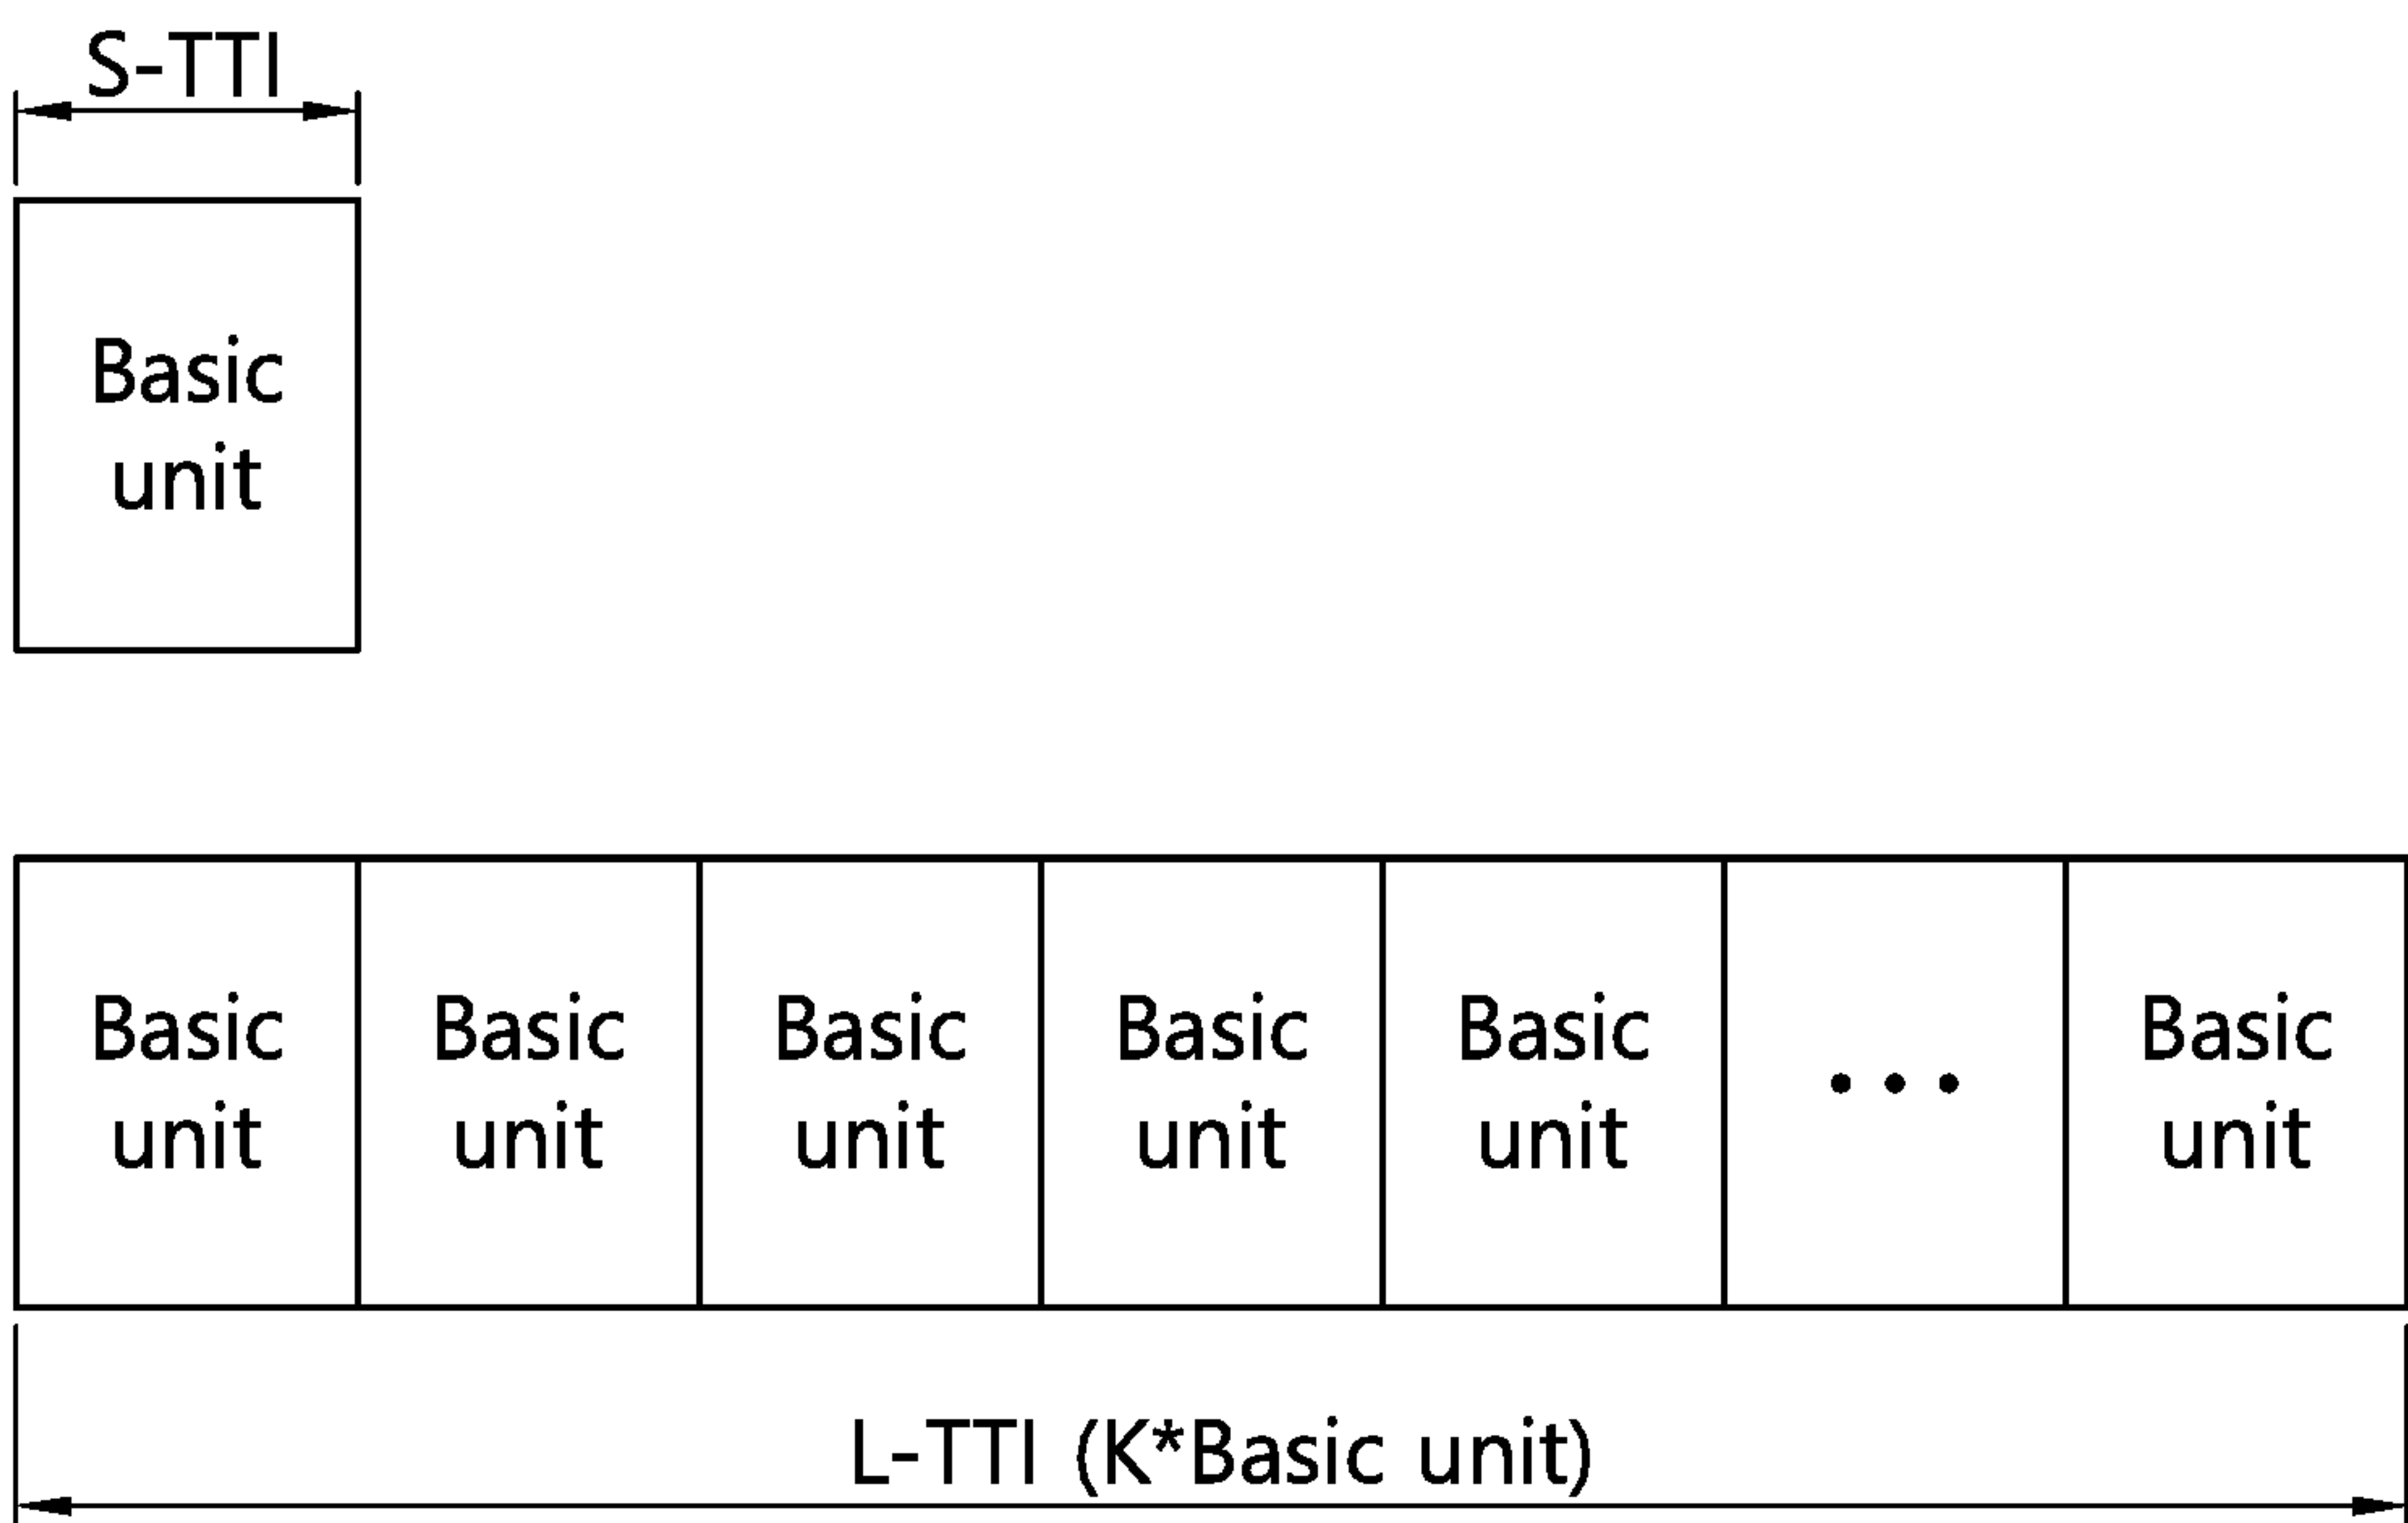 S-TTI
Basic
unit
Basic Basic Basic Basic Basic ... Basic
unit unit unit unit unit unit
L-TTI (K*Basic unit)